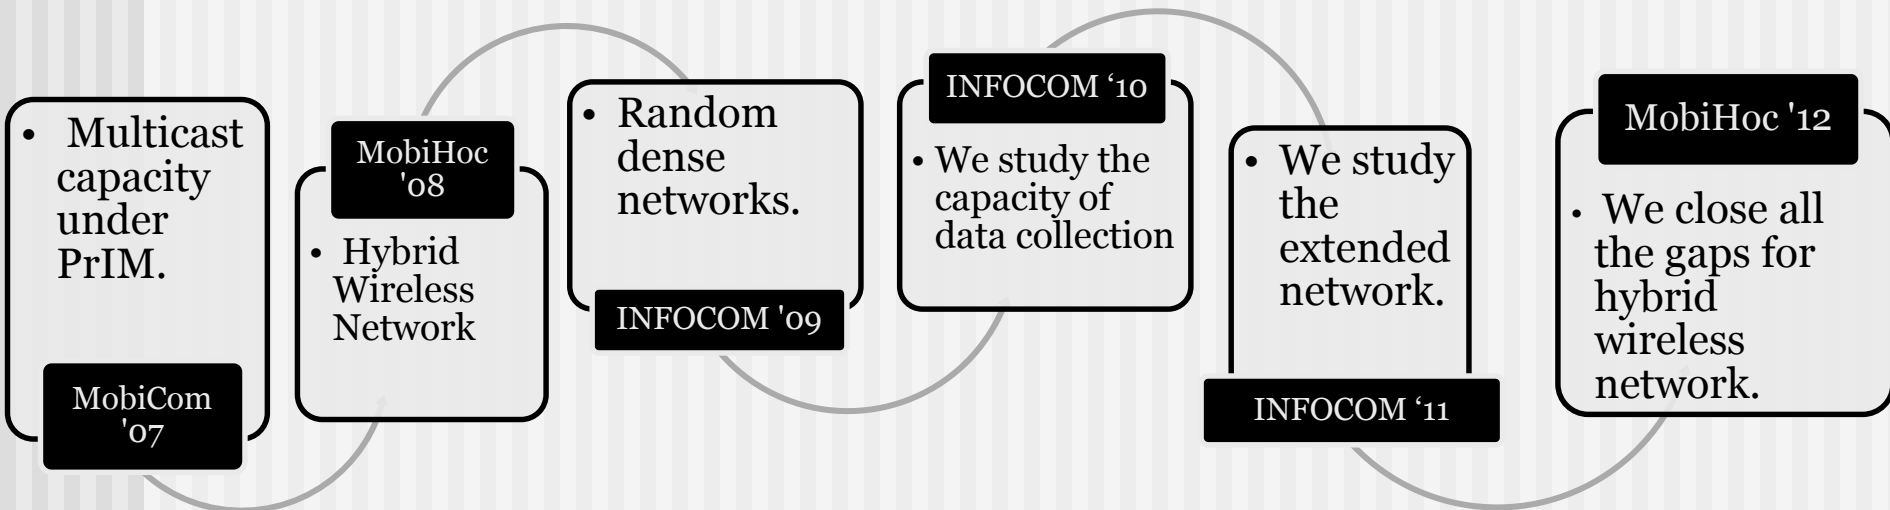 • Multicast
capacity
under
PrIM.
MobiCom
'07
MobiHoc
'08
• Hybrid
Wireless
Network
• Random
dense
networks.
INFOCOM '09
INFOCOM ‘10
• We study the
capacity of
data collection
• We study
the
extended
network.
INFOCOM ‘11
MobiHoc '12
• We close all
the gaps for
hybrid
wireless
network.